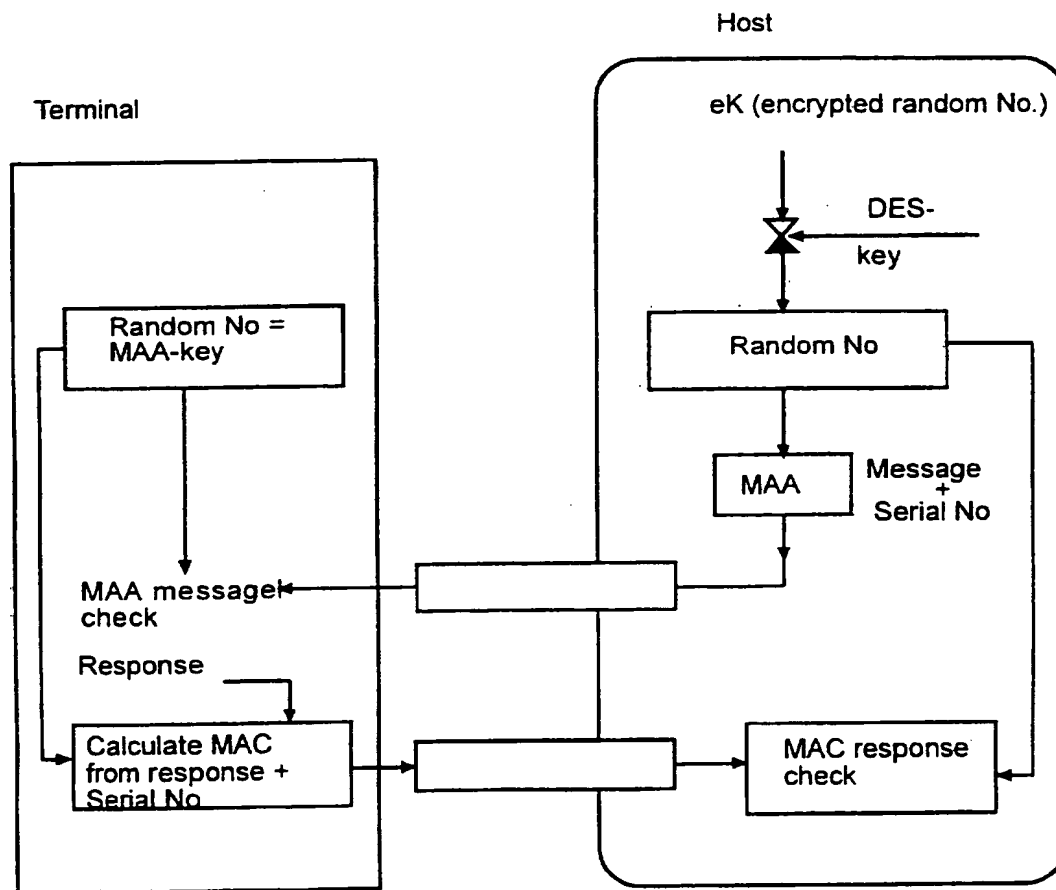 Host
Terminal
eK (encrypted random No.)
DES-
key
Random No =
MAA-key
Random No
MAA
Message
+
Serial No
MAA message
check
Response
Calculate MAC
from response +
Serial No
MAC response
check